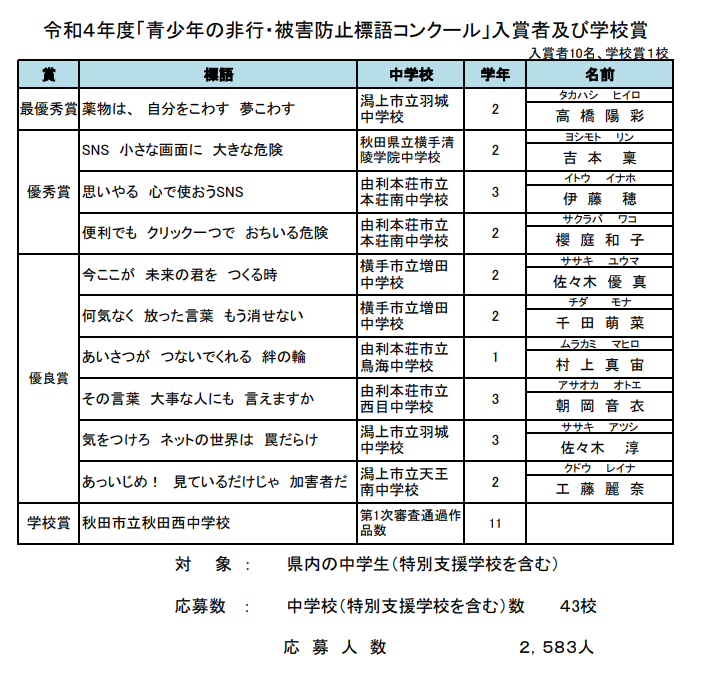 令和４年度「青少年の非行・被害防止標語コンクール」入賞者及び学校賞
入賞者10名、学校賞１校
賞 標語 中学校 学年 名前
最優秀賞 薬物は、 自分をこわす 夢こわす 潟上市立羽城中学校 2 タカハシ ヒイロ 高橋陽彩
優秀賞
SNS 小さな画面に 大きな危険 秋田県立横手清陵学院中学校 2 ヨシモト リン 吉本 稟
思いやる 心で使おうSNS 由利本荘市立本荘南中学校 3 イトウ イナホ 伊藤 穂
便利でも クリック一つで おちいる危険 由利本荘市立本荘南中学校 2 サクラバ ワコ 櫻庭和子
優良賞
今ここが 未来の君を つくる時 横手市立増田中学校 2 ササキ ユウマ 佐々木 優真
何気なく 放った言葉 もう消せない 横手市立増田中学校 2 チダ モナ 千田萌菜
あいさつが つないでくれる 絆の輪 由利本荘市立鳥海中学校 1 ムラカミ マヒロ 村上真宙
その言葉 大事な人にも 言えますか 由利本荘市立西目中学校 3 アサオカ オトエ 朝岡音衣
気をつけろ ネットの世界は 罠だらけ 潟上市立羽城中学校 3 ササキ アツシ 佐々木 淳
あっいじめ！ 見ているだけじゃ 加害者だ 潟上市立天王南中学校 2 クドウ レイナ 工藤麗奈
学校賞 秋田市立秋田西中学校 第1次審査通過作品数 11
対 象 ： 県内の中学生（特別支援学校を含む）
応募数 ： 中学校（特別支援学校を含む）数 43校
応 募 人 数 ２，５８３人